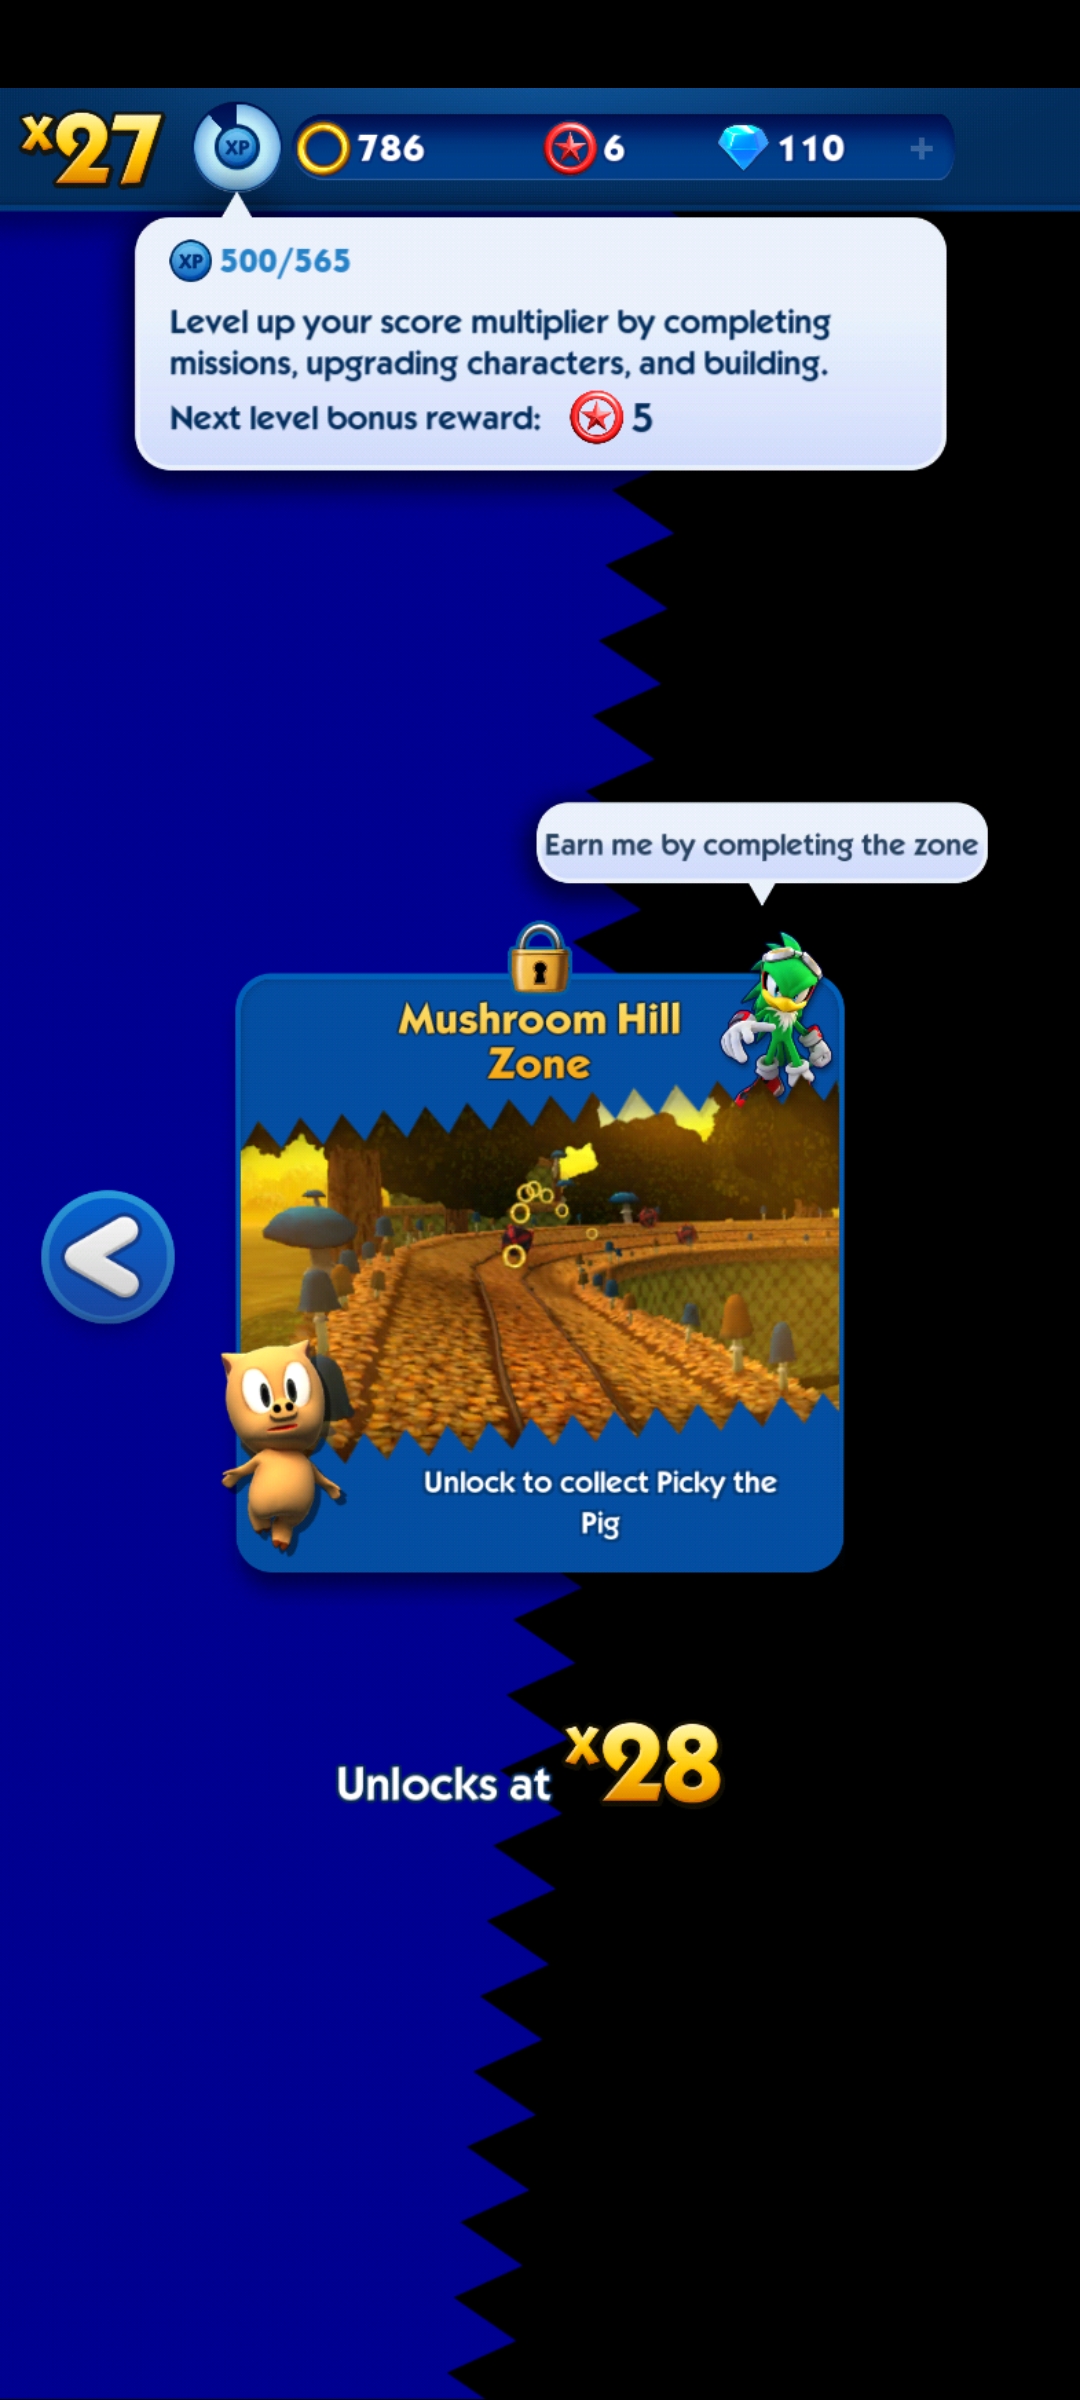 x27
XP
786
6
110
+
XP 500/565
Level up your score multiplier by completing
missions, upgrading characters, and building.
Next level bonus reward: 5
Earn me by completing the zone
Mushroom Hill
Zone
Unlock to collect Picky the
Pig
Unlocks at x28